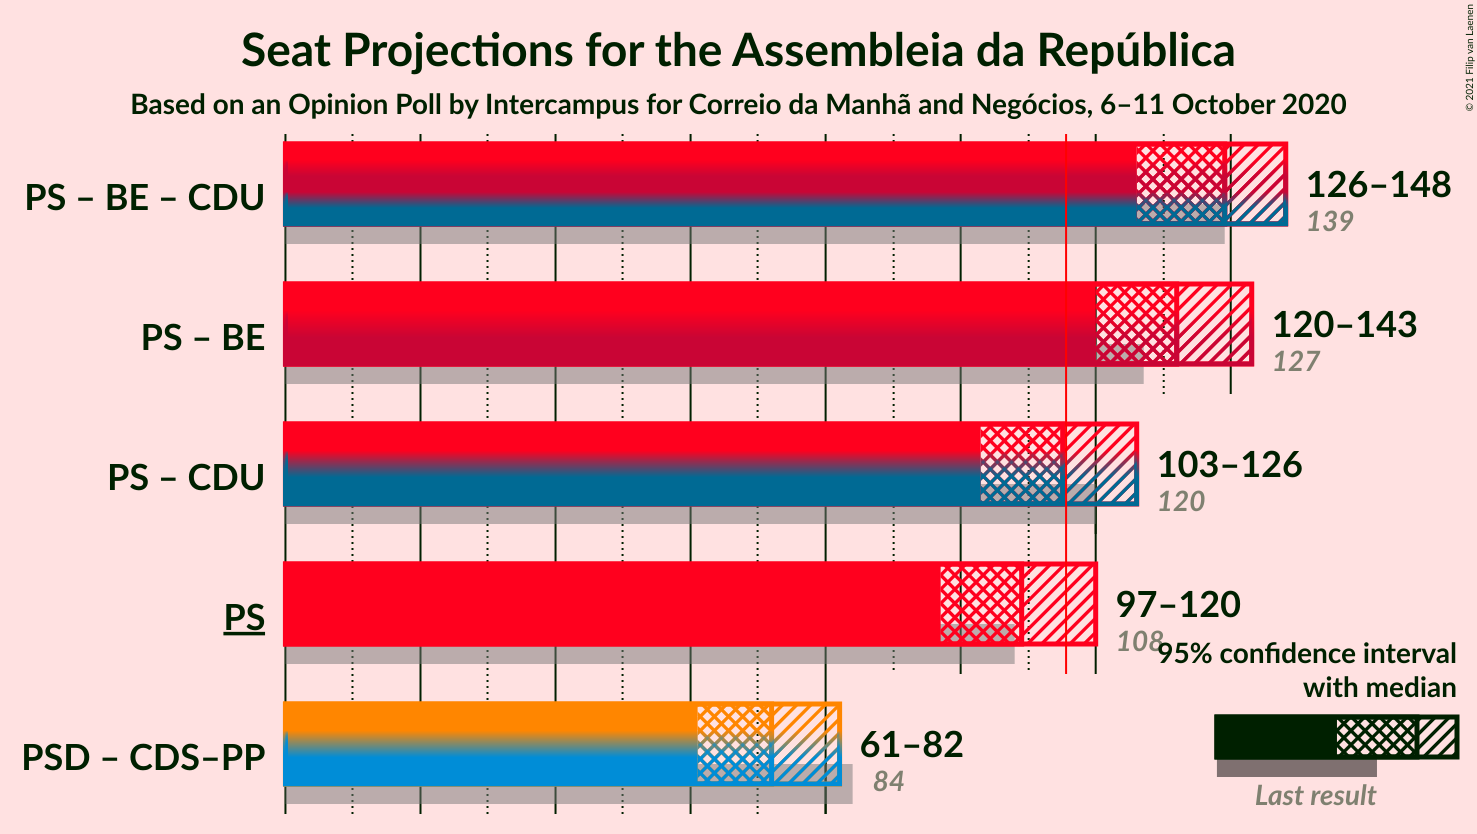 Seat Projections for the Assembleia da República
Based on an Opinion Poll by Intercampus for Correio da Manhã and Negócios, 6–11 October 2020
© 2021 Filip van Laenen
PS – BE – CDU
126–148
139
PS – BE
120–143
127
PS – CDU
103–126
120
PS
97–120
108
95% confidence interval
with median
Last result
PSD – CDS–PP
61–82
84